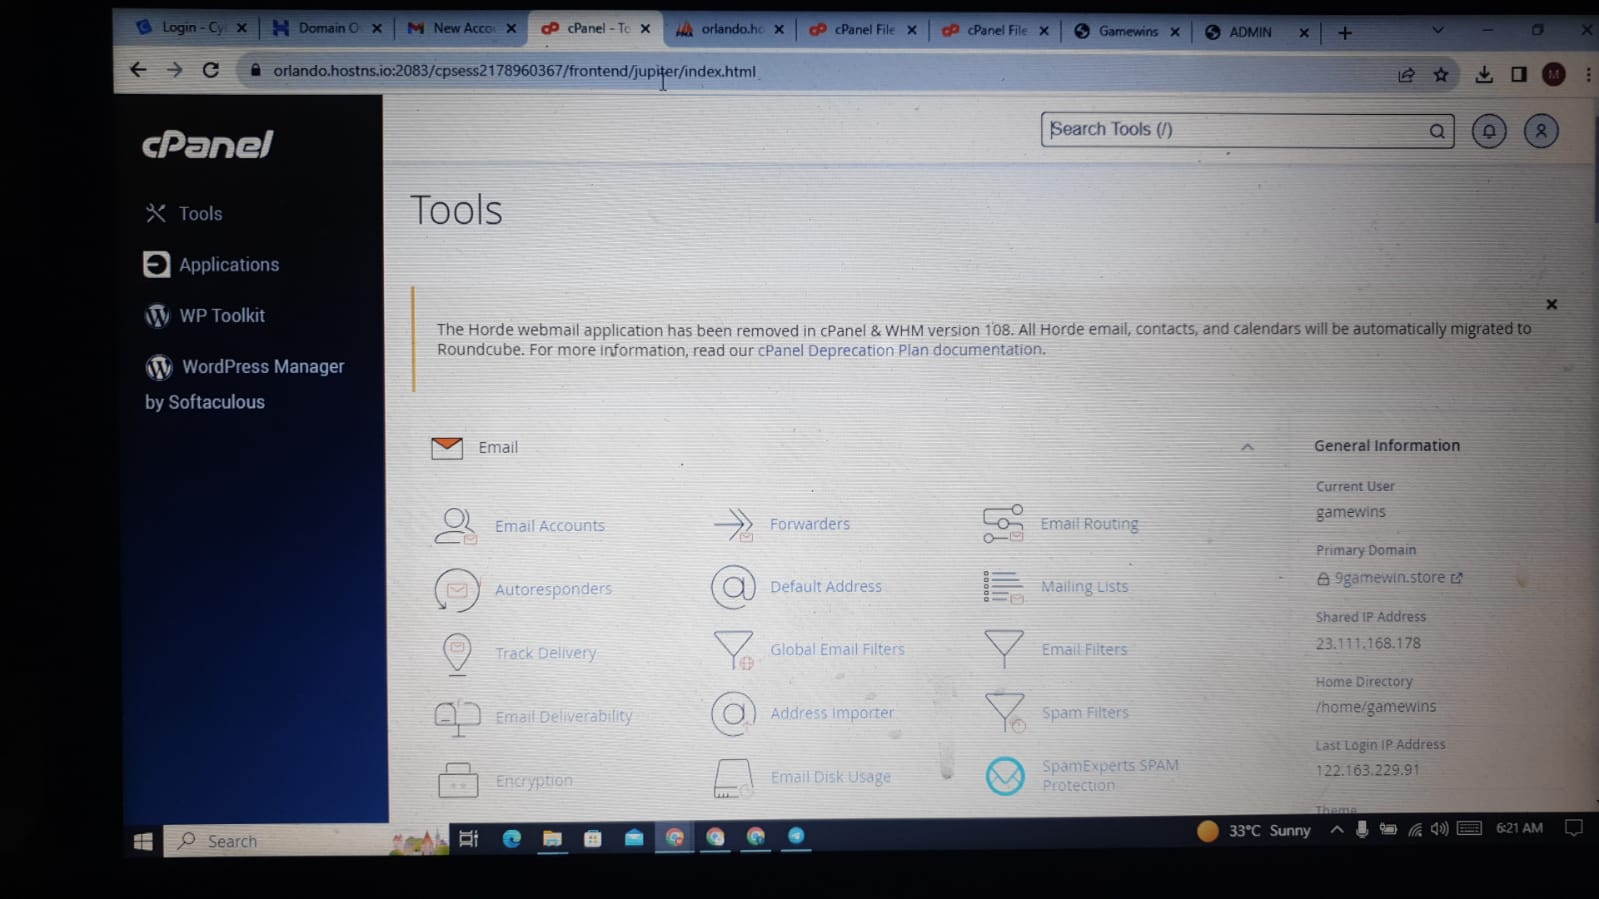 Login - Cy
Domain O
New Acco
cPanel - To
orlando.ho
cPanel File
cPanel File
Gamewins
ADMIN
orlando.hostns.io:2083/cpsess2178960367/frontend/jupiter/index.html
M
cPanel
Search Tools (/)
Tools
Applications
WP Toolkit
WordPress Manager
by Softaculous
Tools
The Horde webmail application has been removed in cPanel & WHM version 108. All Horde email, contacts, and calendars will be automatically migrated to
Roundcube. For more information, read our cPanel Deprecation Plan documentation.
Email
Email Accounts
Forwarders
Email Routing
Autoresponders
Default Address
Mailing Lists
Track Delivery
Global Email Filters
Email Filters
Email Deliverability
Address Importer
Spam Filters
Encryption
Email Disk Usage
SpamExperts SPAM
Protection
General Information
Current User
gamewins
Primary Domain
9gamewin.store
Shared IP Address
23.111.168.178
Home Directory
/home/gamewins
Last Login IP Address
122.163.229.91
Theme
Search
33°C Sunny
6:21 AM